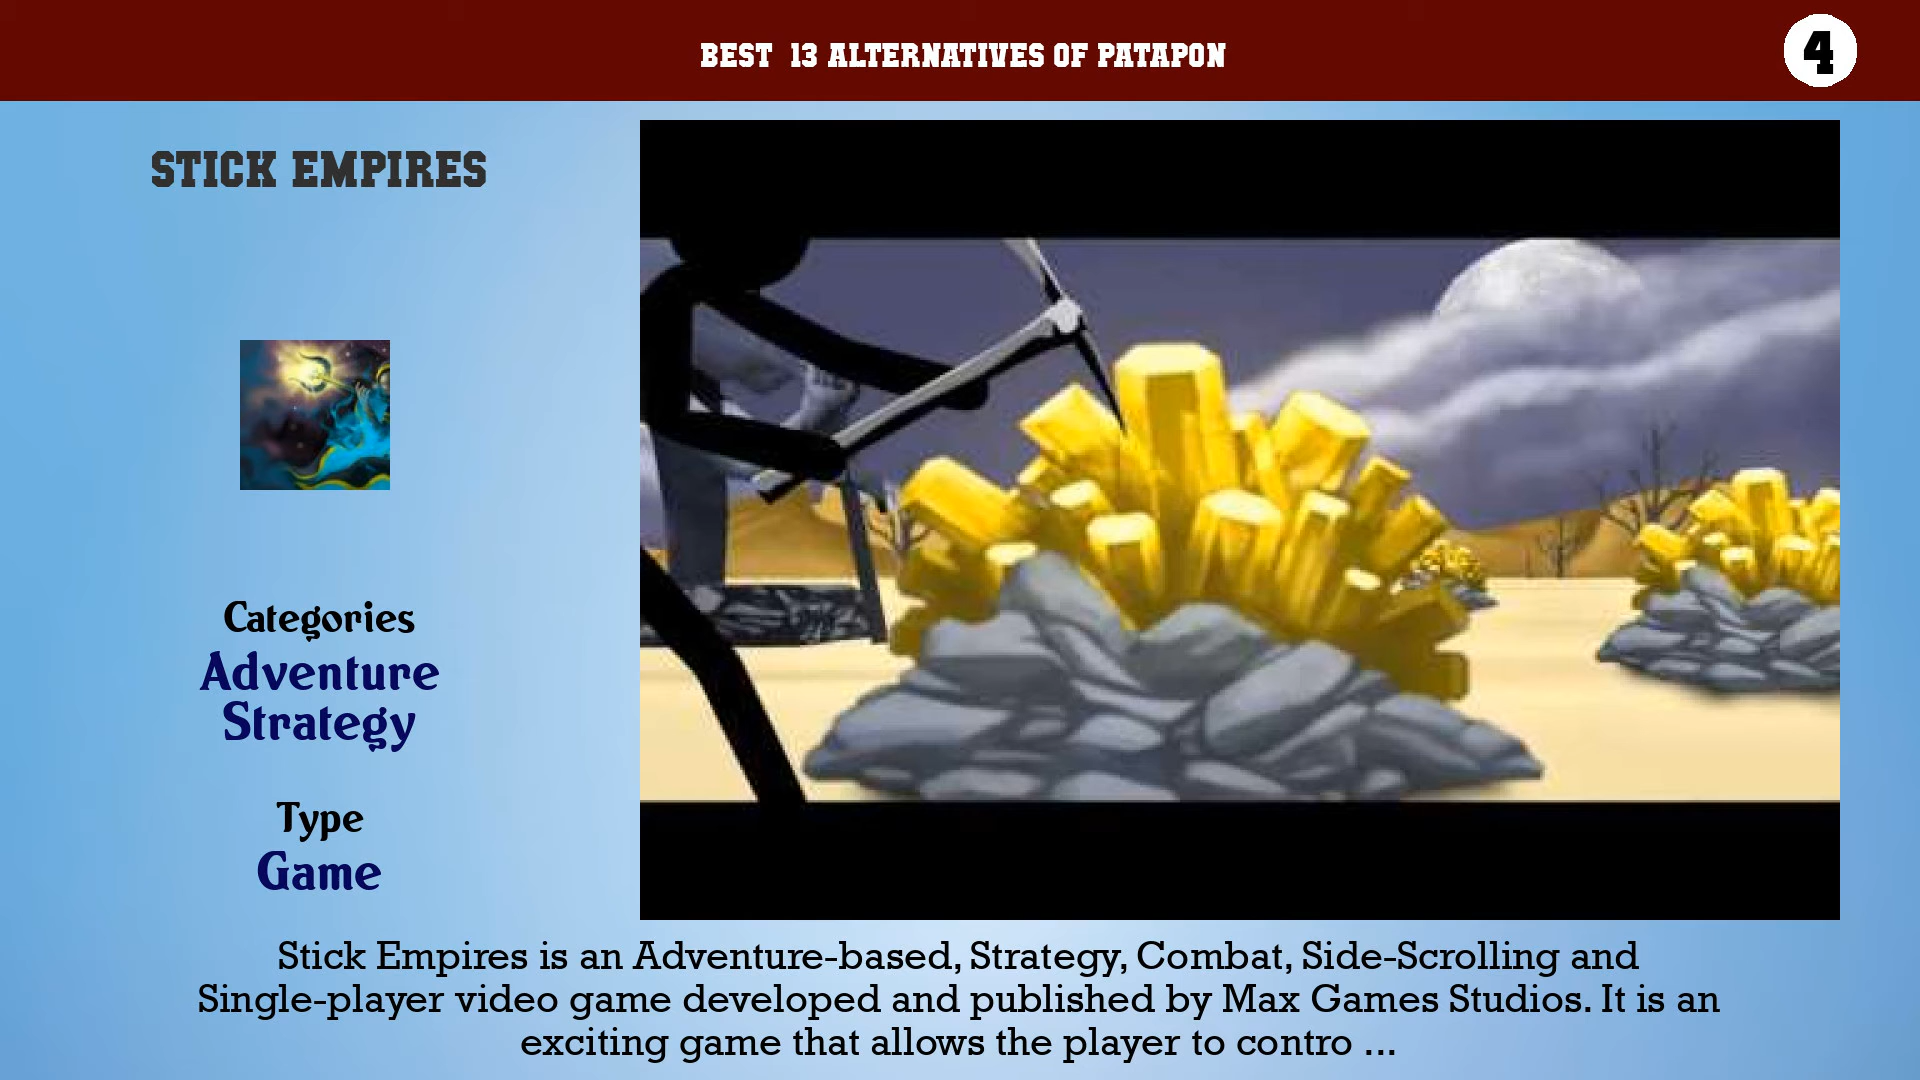 BEST 13 ALTERNATIVES OF PATAPON
4
STICK EMPIRES
Categories
Adventure
Strategy
Type
Game
Stick Empires is an Adventure-based, Strategy, Combat, Side-Scrolling and
Single-player video game developed and published by Max Games Studios. It is an
exciting game that allows the player to contro ...